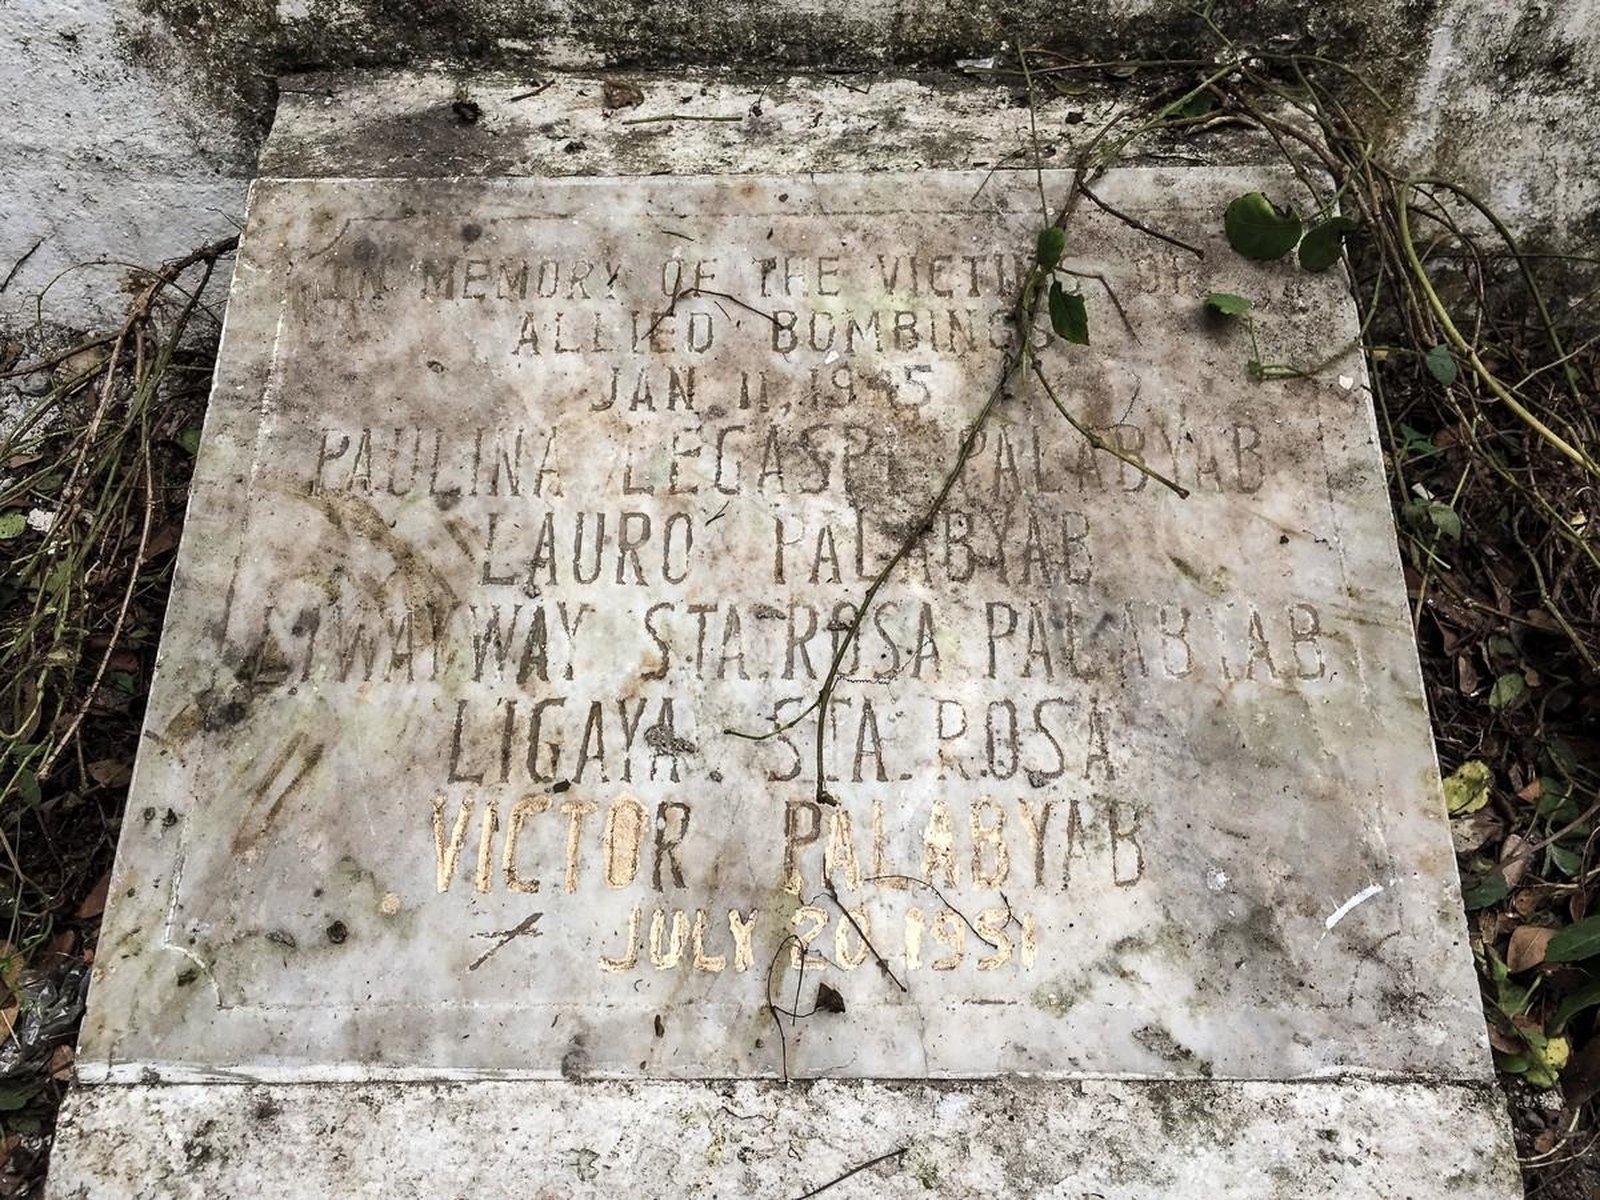 IN MEMORY OF THE VICTIMS OF
ALLIED BOMBINGS
JAN 11, 1945
PAULINA LEGASPI PALABYAB
LAURO PALABYAB
LIWAYWAY STA. ROSA PALABYAB
LIGAYA STA. ROSA
VICTOR PALABYAB
JULY 20, 1951